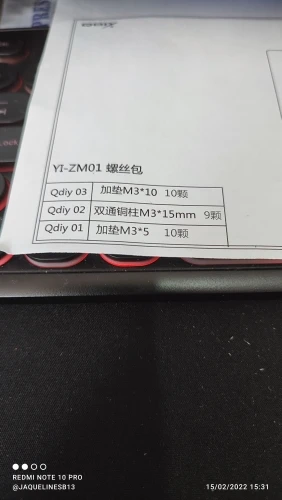 Qdiy
YI-ZM01 螺丝包
Qdiy 03 加垫M3*10 10颗
Qdiy 02 双通铜柱M3*15mm 9颗
Qdiy 01 加垫M3*5 10颗
REDMI NOTE 10 PRO
@JAQUELINESB13
15/02/2022 15:31